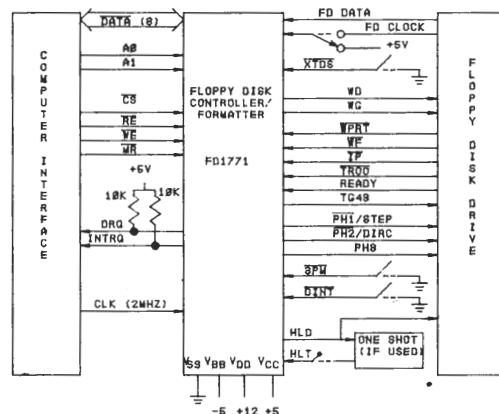 COMPUTER INTERFACE
DATA (8)
A0
A1
CS
RE
WE
MR
+5V
10K
10K
DRQ
INTRQ
CLK (2MHZ)
FLOPPY DISK
CONTROLLER/
FORMATTER
FD1771
VSS VBB VDD VCC
-5 +12 +5
FD DATA
FD CLOCK
+5V
XTDS
WD
WG
WPRT
WF
IP
TR00
READY
TG43
PH1/STEP
PH2/DIRC
PH3
3PM
DINT
HLD
HLT
ONE SHOT
(IF USED)
FLOPPY DISK DRIVE